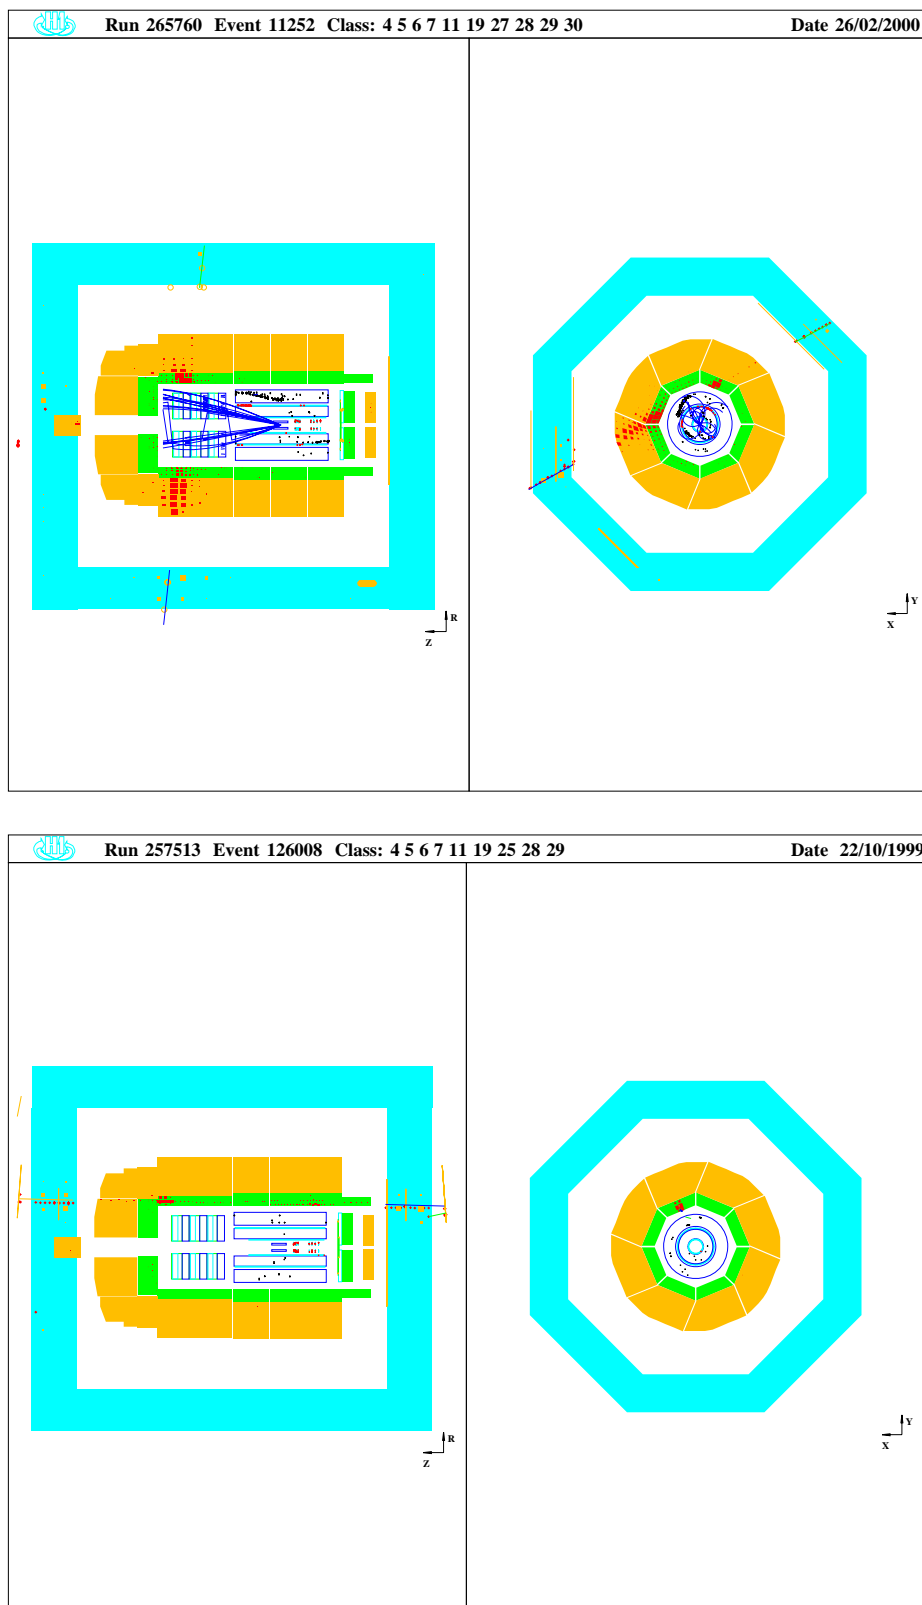 Run 265760 Event 11252 Class: 4 5 6 7 11 19 27 28 29 30 Date 26/02/2000
R
Z
Y
X
Run 257513 Event 126008 Class: 4 5 6 7 11 19 25 28 29 Date 22/10/1999
R
Z
Y
X